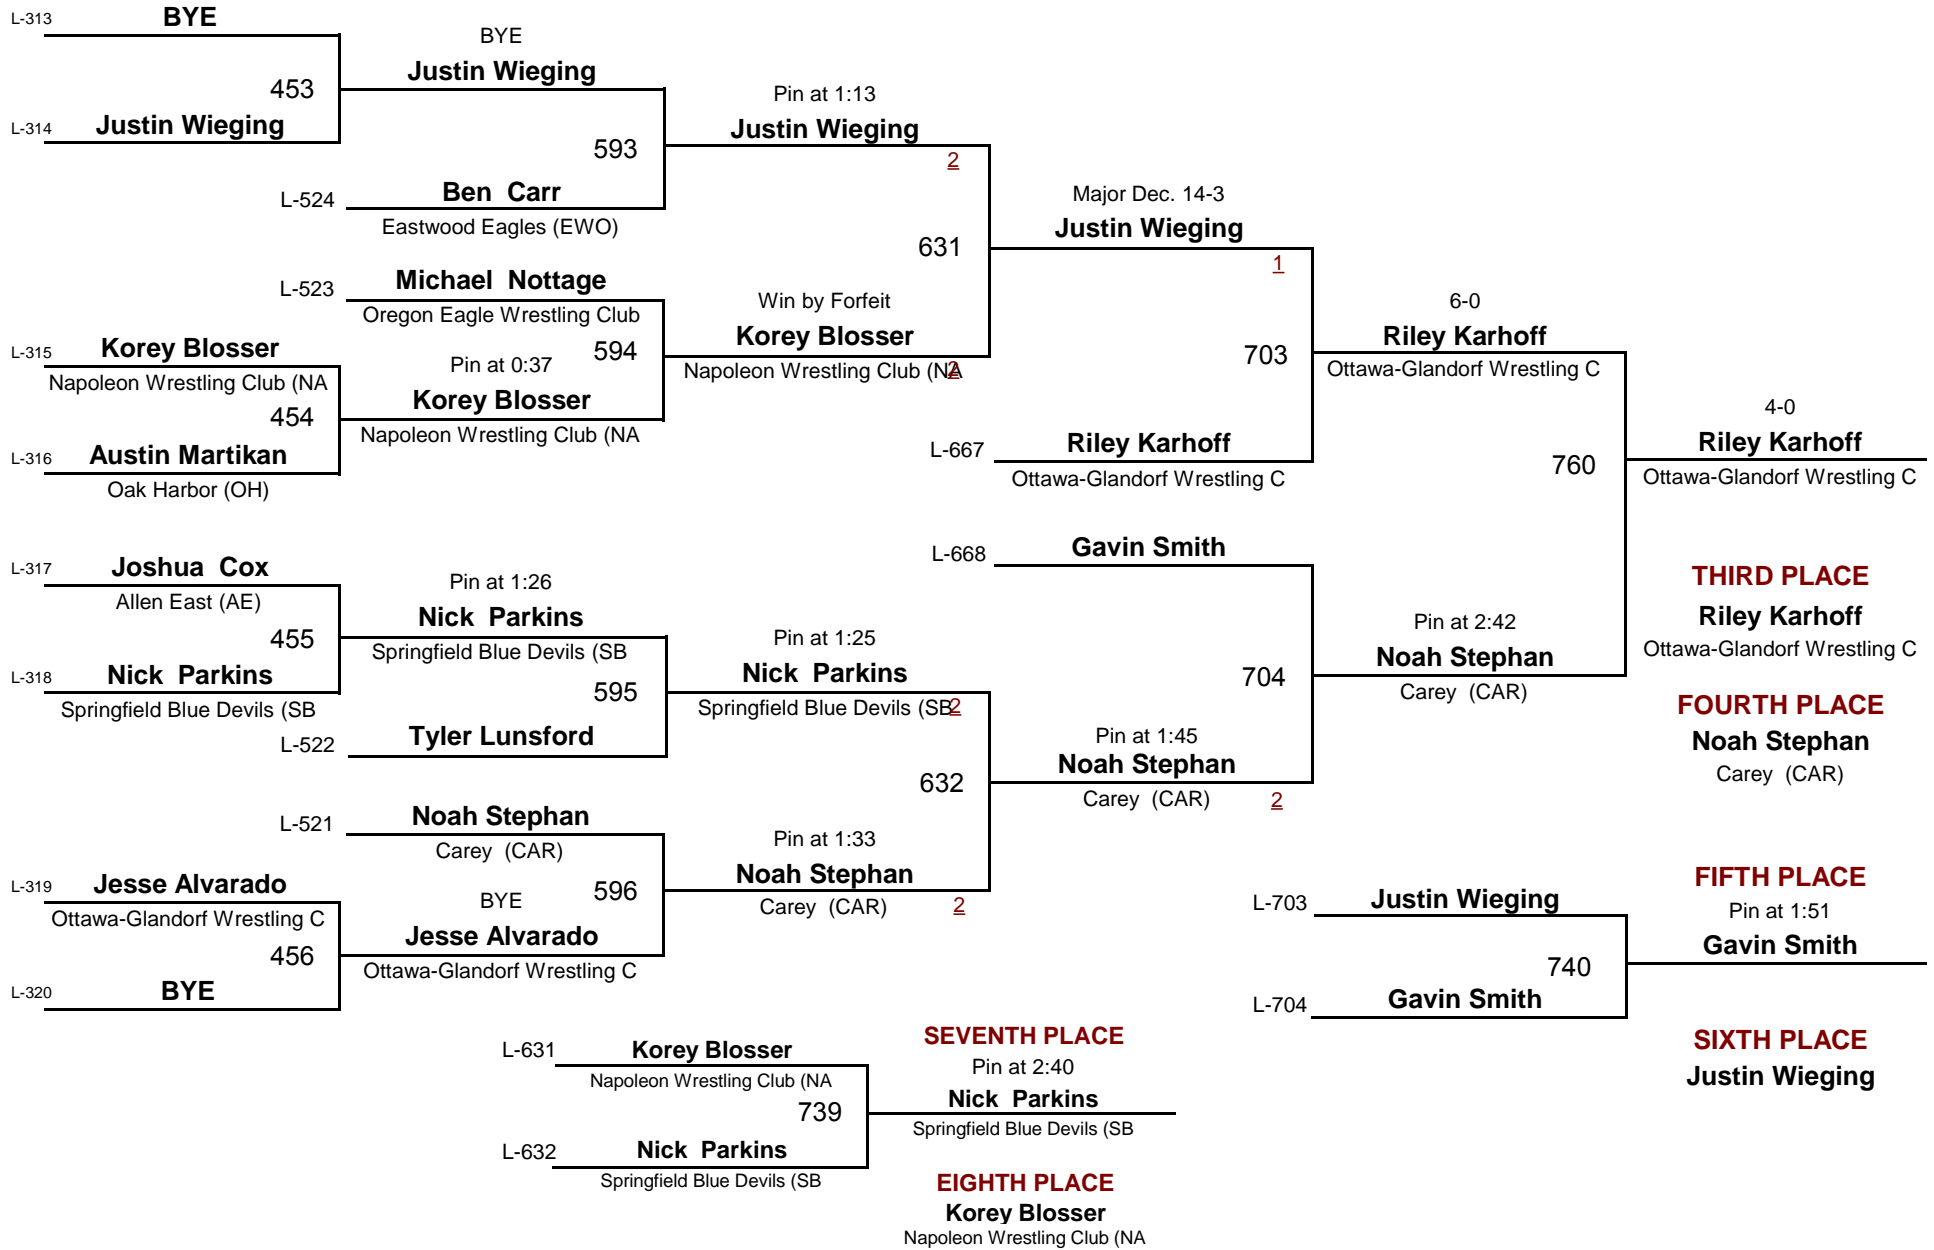 L-313 BYE
BYE
Justin Wieging
453
L-314 Justin Wieging
Pin at 1:13
Justin Wieging
2
593
L-524 Ben Carr
Eastwood Eagles (EWO)
Major Dec. 14-3
Justin Wieging
1
631
L-523 Michael Nottage
Oregon Eagle Wrestling Club
Win by Forfeit
Korey Blosser
Napoleon Wrestling Club (NA
2
594
L-315 Korey Blosser
Napoleon Wrestling Club (NA
Pin at 0:37
Korey Blosser
Napoleon Wrestling Club (NA
454
L-316 Austin Martikan
Oak Harbor (OH)
6-0
Riley Karhoff
Ottawa-Glandorf Wrestling C
703
L-667 Riley Karhoff
Ottawa-Glandorf Wrestling C
4-0
Riley Karhoff
Ottawa-Glandorf Wrestling C
760
L-668 Gavin Smith
L-317 Joshua Cox
Allen East (AE)
Pin at 1:26
Nick Parkins
Springfield Blue Devils (SB
455
L-318 Nick Parkins
Springfield Blue Devils (SB
Pin at 1:25
Nick Parkins
Springfield Blue Devils (SB
2
595
L-522 Tyler Lunsford
704
Pin at 2:42
Noah Stephan
Carey (CAR)
THIRD PLACE
Riley Karhoff
Ottawa-Glandorf Wrestling C
FOURTH PLACE
Noah Stephan
Carey (CAR)
Pin at 1:45
Noah Stephan
Carey (CAR)
2
632
L-521 Noah Stephan
Carey (CAR)
Pin at 1:33
Noah Stephan
Carey (CAR)
2
596
L-319 Jesse Alvarado
Ottawa-Glandorf Wrestling C
BYE
Jesse Alvarado
Ottawa-Glandorf Wrestling C
456
L-320 BYE
L-703 Justin Wieging
FIFTH PLACE
Pin at 1:51
Gavin Smith
740
L-704 Gavin Smith
SIXTH PLACE
Justin Wieging
L-631 Korey Blosser
Napoleon Wrestling Club (NA
SEVENTH PLACE
Pin at 2:40
Nick Parkins
Springfield Blue Devils (SB
739
L-632 Nick Parkins
Springfield Blue Devils (SB
EIGHTH PLACE
Korey Blosser
Napoleon Wrestling Club (NA